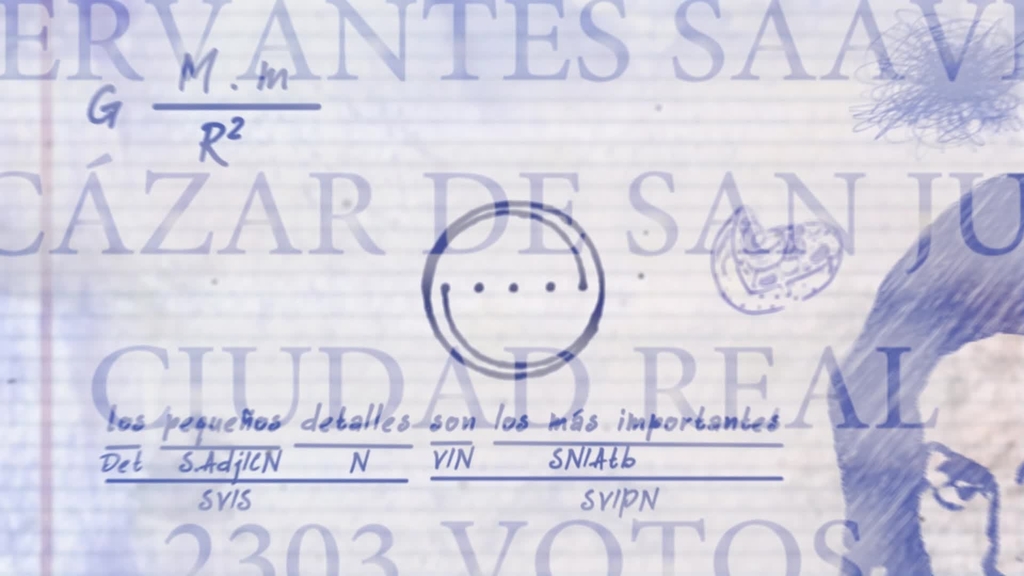 ERVANTES SAAV
G M . m
R²
CÁZAR DE SAN JU
CIUDAD REAL
los pequeños detalles son los más importantes
Det S.Adj/CN N V/N SN/Atb
SV/S SV/PN
2303 VOTOS